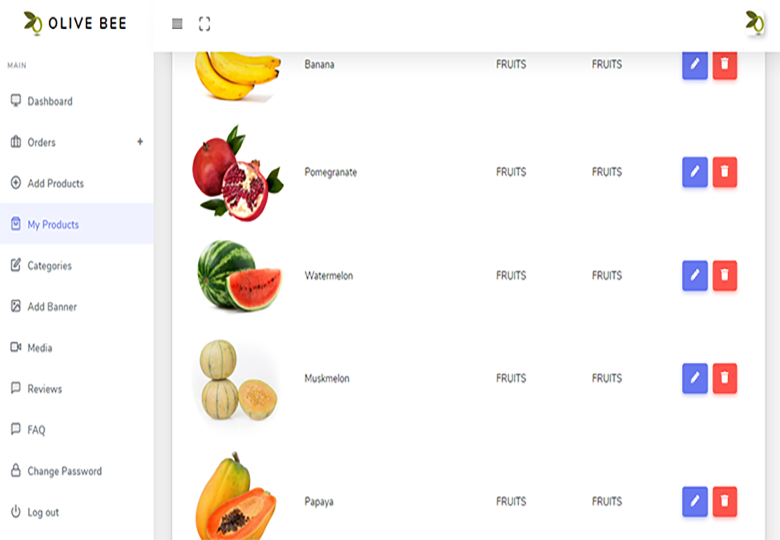 OLIVE BEE
MAIN
Dashboard
Orders +
Add Products
My Products
Categories
Add Banner
Media
Reviews
FAQ
Change Password
Log out
Banana FRUITS FRUITS
Pomegranate FRUITS FRUITS
Watermelon FRUITS FRUITS
Muskmelon FRUITS FRUITS
Papaya FRUITS FRUITS